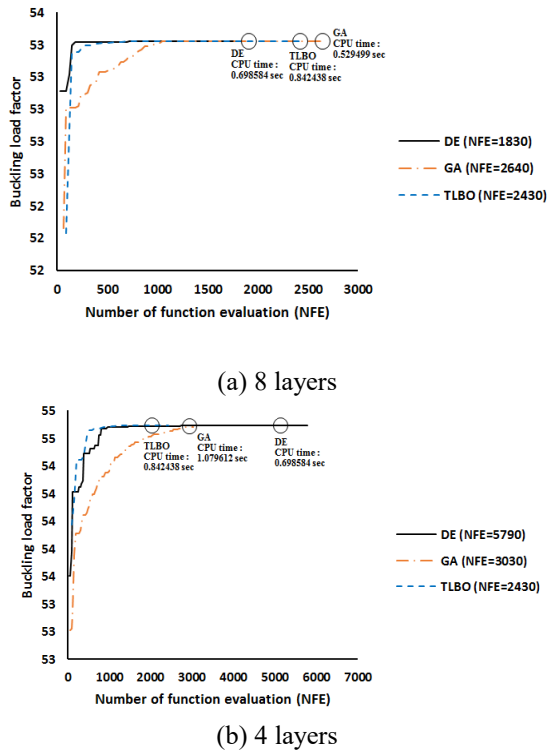 53
53
53
53
53
52
52
52
Buckling load factor
DE
CPU time :
0.698584 sec
TLBO
CPU time :
0.842438 sec
GA
CPU time :
0.529499 sec
DE (NFE=1830)
GA (NFE=2640)
TLBO (NFE=2430)
0 500 1000 1500 2000 2500 3000
Number of function evaluation (NFE)
(a) 8 layers
55
55
54
54
54
54
54
53
53
53
Buckling load factor
TLBO
CPU time :
0.842438 sec
GA
CPU time :
1.079612 sec
DE
CPU time :
0.698584 sec
DE (NFE=5790)
GA (NFE=3030)
TLBO (NFE=2430)
0 1000 2000 3000 4000 5000 6000 7000
Number of function evaluation (NFE)
(b) 4 layers